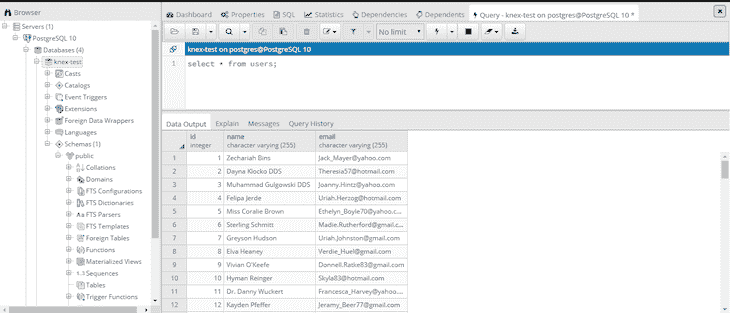 Browser
Servers (1)
PostgreSQL 10
Databases (4)
knex-test
Casts
Catalogs
Event Triggers
Extensions
Foreign Data Wrappers
Languages
Schemas (1)
public
Collations
Domains
FTS Configurations
FTS Dictionaries
FTS Parsers
FTS Templates
Foreign Tables
Functions
Materialized Views
1..3 Sequences
Tables
Trigger Functions
Dashboard Properties SQL Statistics Dependencies Dependents Query - knex-test on postgres@PostgreSQL 10 *
No limit
knex-test on postgres@PostgreSQL 10
1 select * from users;
Data Output Explain Messages Query History
id name email
integer character varying (255) character varying (255)
1 1 Zechariah Bins Jack_Mayer@yahoo.com
2 2 Dayna Klocko DDS Theresia57@hotmail.com
3 3 Muhammad Gulgowski DDS Joanny.Hintz@yahoo.com
4 4 Felipa Jerde Uriah.Herzog@hotmail.com
5 5 Miss Coralie Brown Ethelyn_Boyle70@yahoo.c...
6 6 Sterling Schmitt Madie.Rutherford@gmail.c...
7 7 Greyson Hudson Uriah.Johnston@gmail.com
8 8 Elva Heaney Verdie_Huel@gmail.com
9 9 Vivian O'Keefe Donnell.Ratke83@gmail.com
10 10 Hyman Reinger Skyla83@hotmail.com
11 11 Dr. Danny Wuckert Francesca_Harvey@yahoo....
12 12 Kayden Pfeffer Jeramy_Beer77@gmail.com